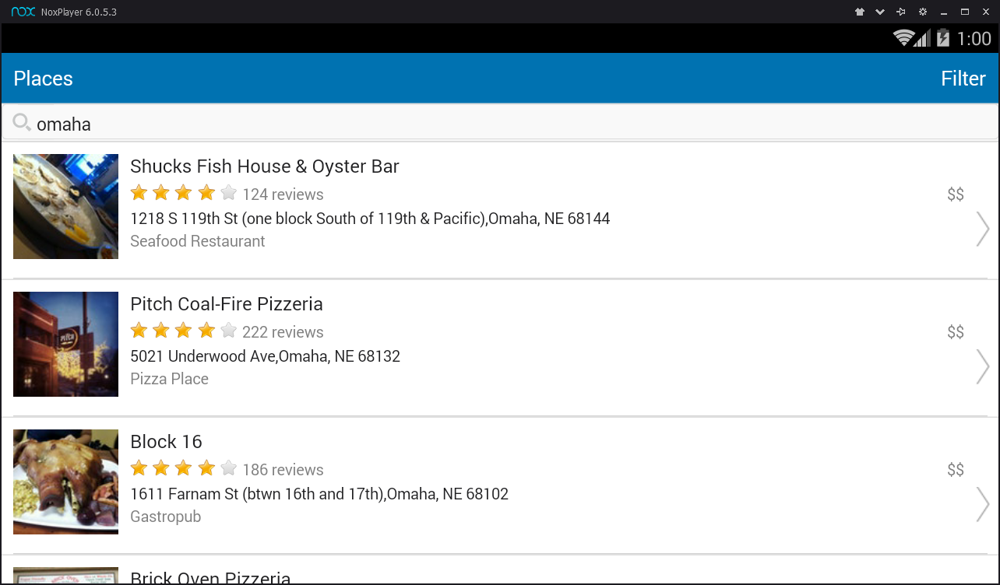 nox NoxPlayer 6.0.5.3
1:00
Places
Filter
omaha
Shucks Fish House & Oyster Bar
124 reviews
$$
1218 S 119th St (one block South of 119th & Pacific),Omaha, NE 68144
Seafood Restaurant
Pitch Coal-Fire Pizzeria
222 reviews
$$
5021 Underwood Ave,Omaha, NE 68132
Pizza Place
Block 16
186 reviews
$$
1611 Farnam St (btwn 16th and 17th),Omaha, NE 68102
Gastropub
Brick Oven Pizzeria